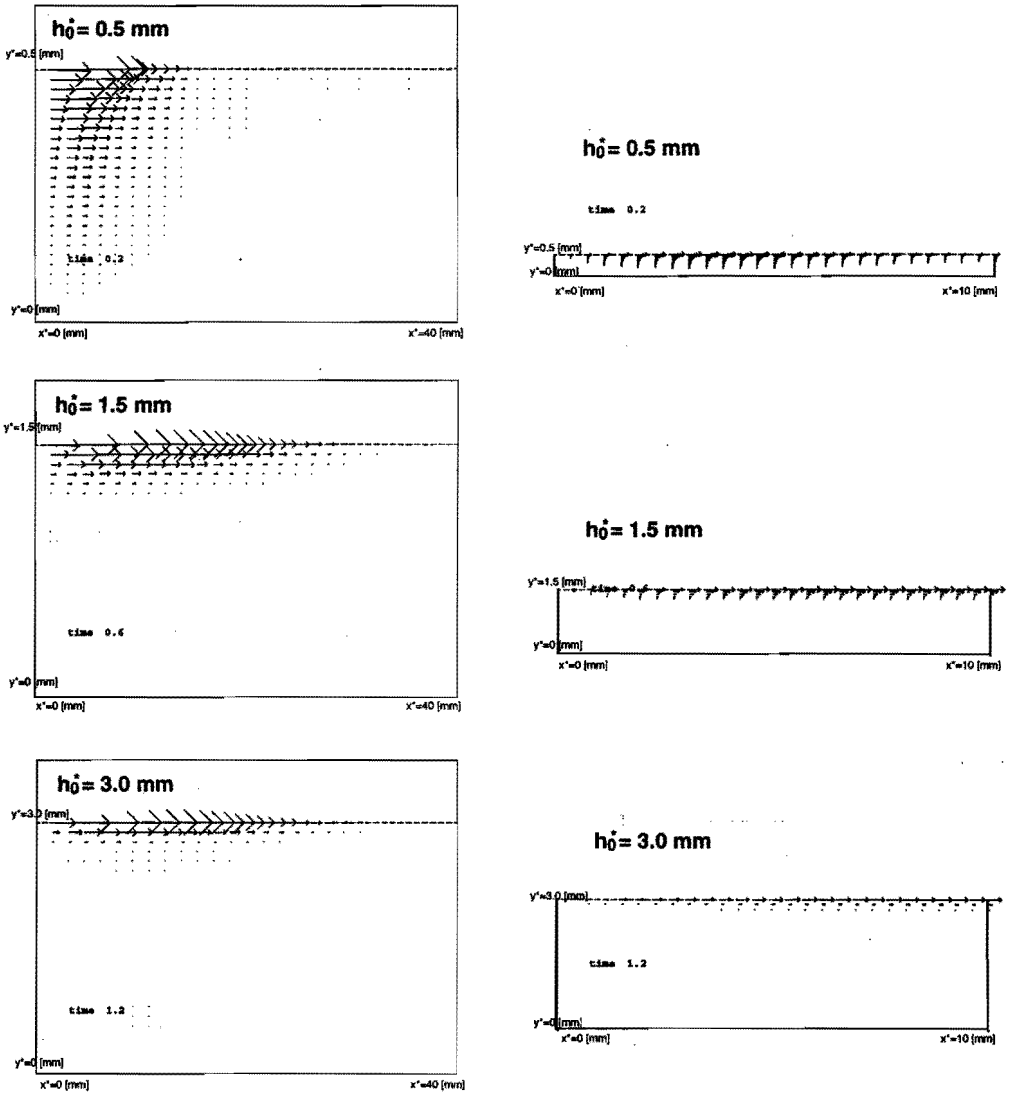 h₀*= 0.5 mm
y*=0.5 [mm]
time 0.2
y*=0 [mm]
x*=0 [mm]
x*=40 [mm]
h₀*= 0.5 mm
time 0.2
y*=0.5 [mm]
y*=0 [mm]
x*=0 [mm]
x*=10 [mm]
h₀*= 1.5 mm
y*=1.5 [mm]
time 0.6
y*=0 [mm]
x*=0 [mm]
x*=40 [mm]
h₀*= 1.5 mm
y*=1.5 [mm]
time 0.6
y*=0 [mm]
x*=0 [mm]
x*=10 [mm]
h₀*= 3.0 mm
y*=3.0 [mm]
time 1.2
y*=0 [mm]
x*=0 [mm]
x*=40 [mm]
h₀*= 3.0 mm
y*=3.0 [mm]
time 1.2
y*=0 [mm]
x*=0 [mm]
x*=10 [mm]